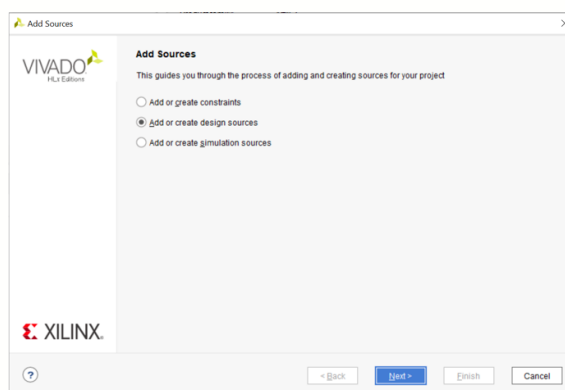 Add Sources
VIVADO
HLx Editions
Add Sources
This guides you through the process of adding and creating sources for your project
Add or create constraints
Add or create design sources
Add or create simulation sources
XILINX.
?
< Back
Next >
Finish
Cancel